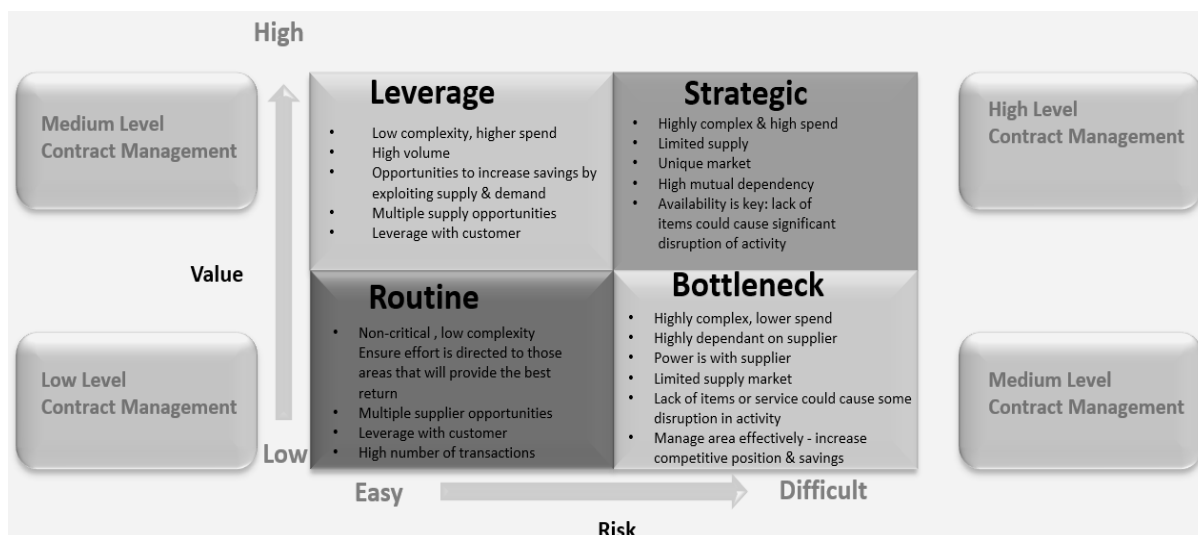 High
Medium Level
Contract Management
Leverage
• Low complexity, higher spend
• High volume
• Opportunities to increase savings by
exploiting supply & demand
• Multiple supply opportunities
• Leverage with customer
Strategic
• Highly complex & high spend
• Limited supply
• Unique market
• High mutual dependency
• Availability is key: lack of
items could cause significant
disruption of activity
High Level
Contract Management
Value
Low Level
Contract Management
Routine
• Non-critical , low complexity
Ensure effort is directed to those
areas that will provide the best
return
• Multiple supplier opportunities
• Leverage with customer
• High number of transactions
Bottleneck
• Highly complex, lower spend
• Highly dependant on supplier
• Power is with supplier
• Limited supply market
• Lack of items or service could cause some
disruption in activity
• Manage area effectively - increase
competitive position & savings
Medium Level
Contract Management
Low
Easy
Difficult
Risk